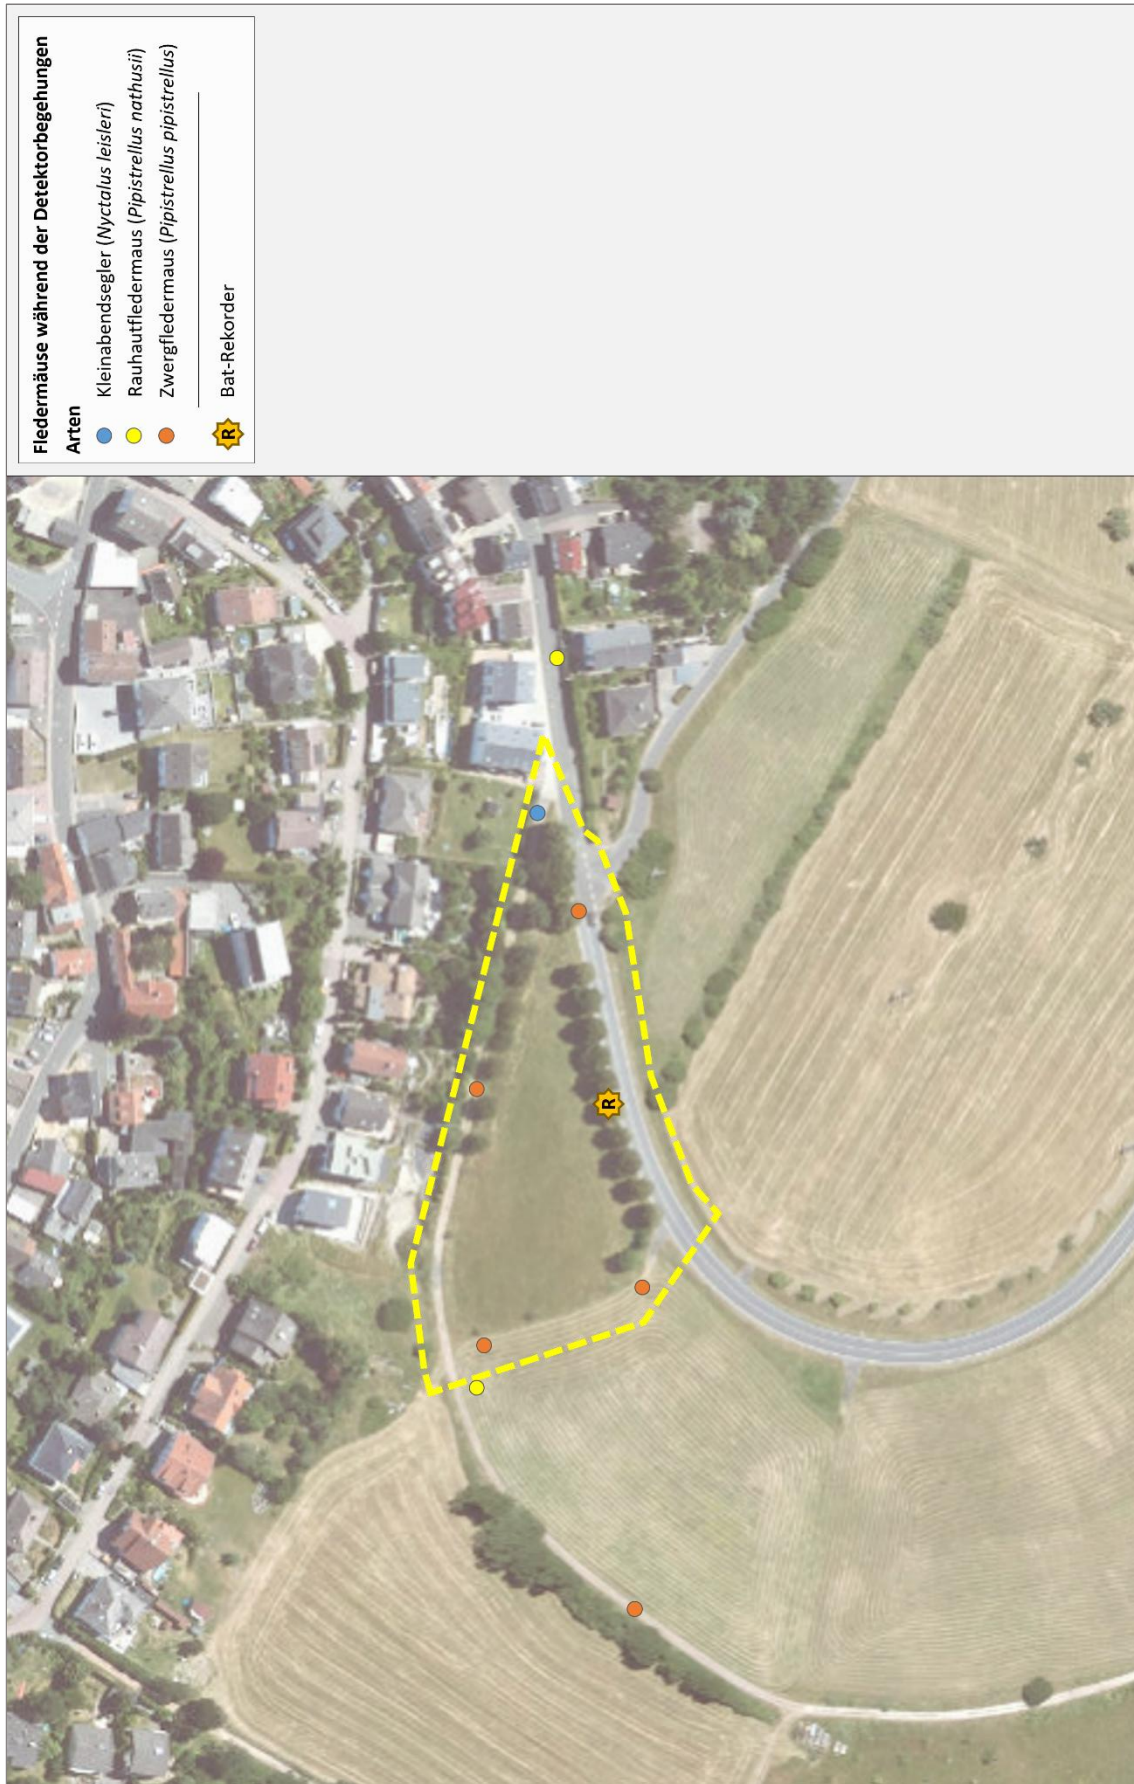 Fledermäuse während der Detektorbegehungen
Arten
Kleinabendsegler (Nyctalus leisleri)
Rauhautfledermaus (Pipistrellus nathusii)
Zwergfledermaus (Pipistrellus pipistrellus)
R Bat-Rekorder
R